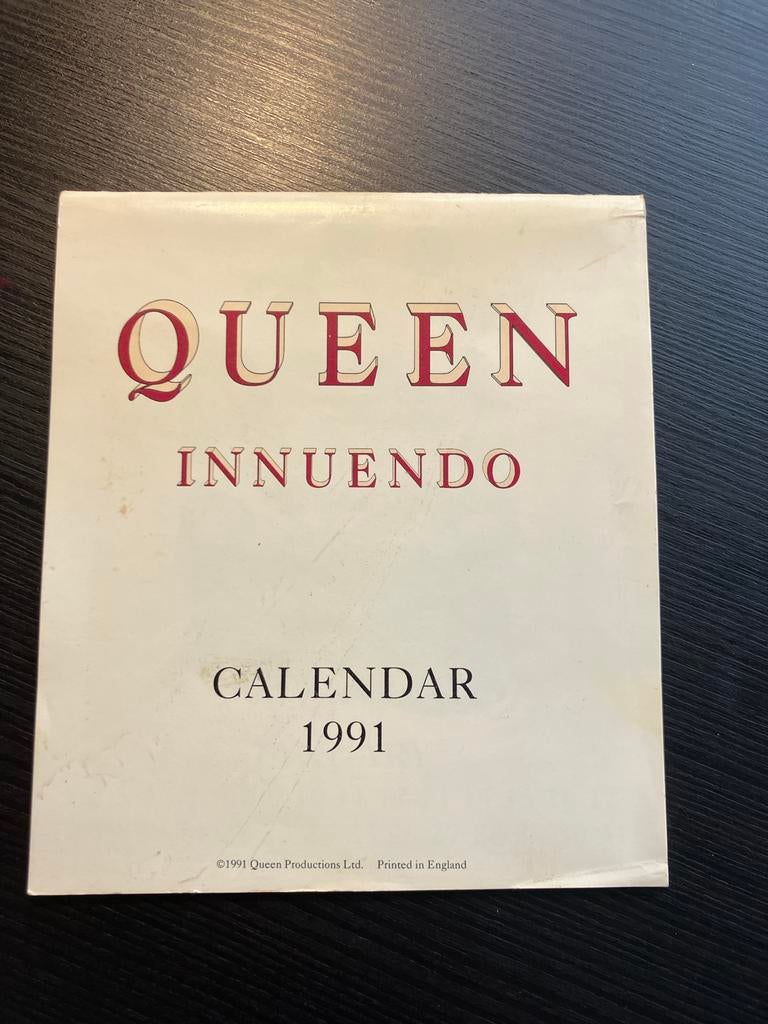 QUEEN
INNUENDO
CALENDAR
1991
©1991 Queen Productions Ltd. Printed in England